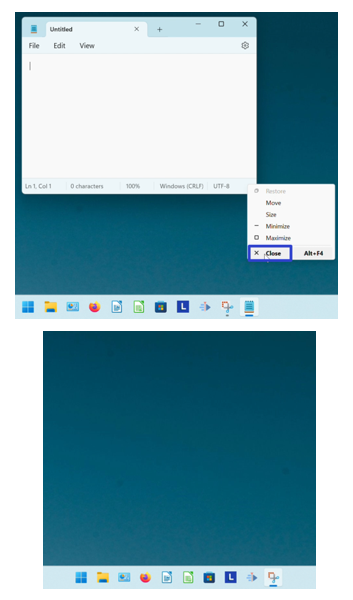 Untitled
File Edit View
Ln 1, Col 1 0 characters 100% Windows (CRLF) UTF-8
Restore
Move
Size
Minimize
Maximize
Close Alt+F4
L
L